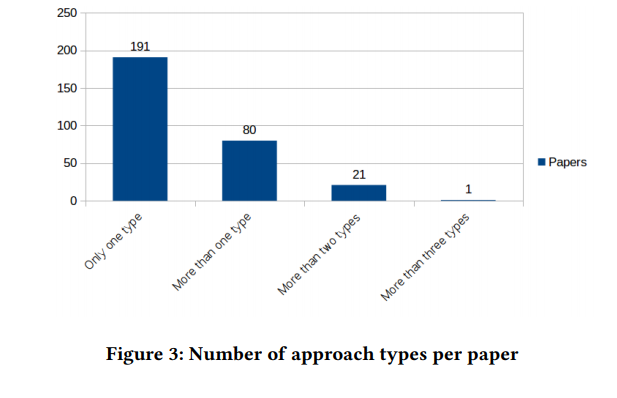 250
200
150
100
50
0
191
80
21
1
Papers
Only one type
More than one type
More than two types
More than three types
Figure 3: Number of approach types per paper